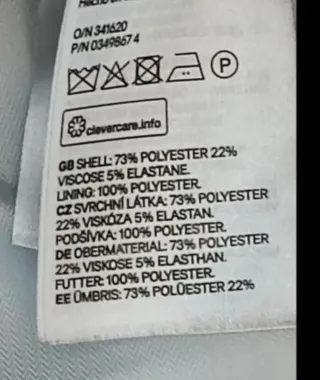 O/N 341620
P/N 0349867 4
P
clevercare.info
GB SHELL: 73% POLYESTER 22%
VISCOSE 5% ELASTANE.
LINING: 100% POLYESTER.
CZ SVRCHNÍ LÁTKA: 73% POLYESTER
22% VISKÓZA 5% ELASTAN.
PODŠÍVKA: 100% POLYESTER.
DE OBERMATERIAL: 73% POLYESTER
22% VISKOSE 5% ELASTHAN.
FUTTER: 100% POLYESTER.
EE ÜMBRIS: 73% POLÜESTER 22%